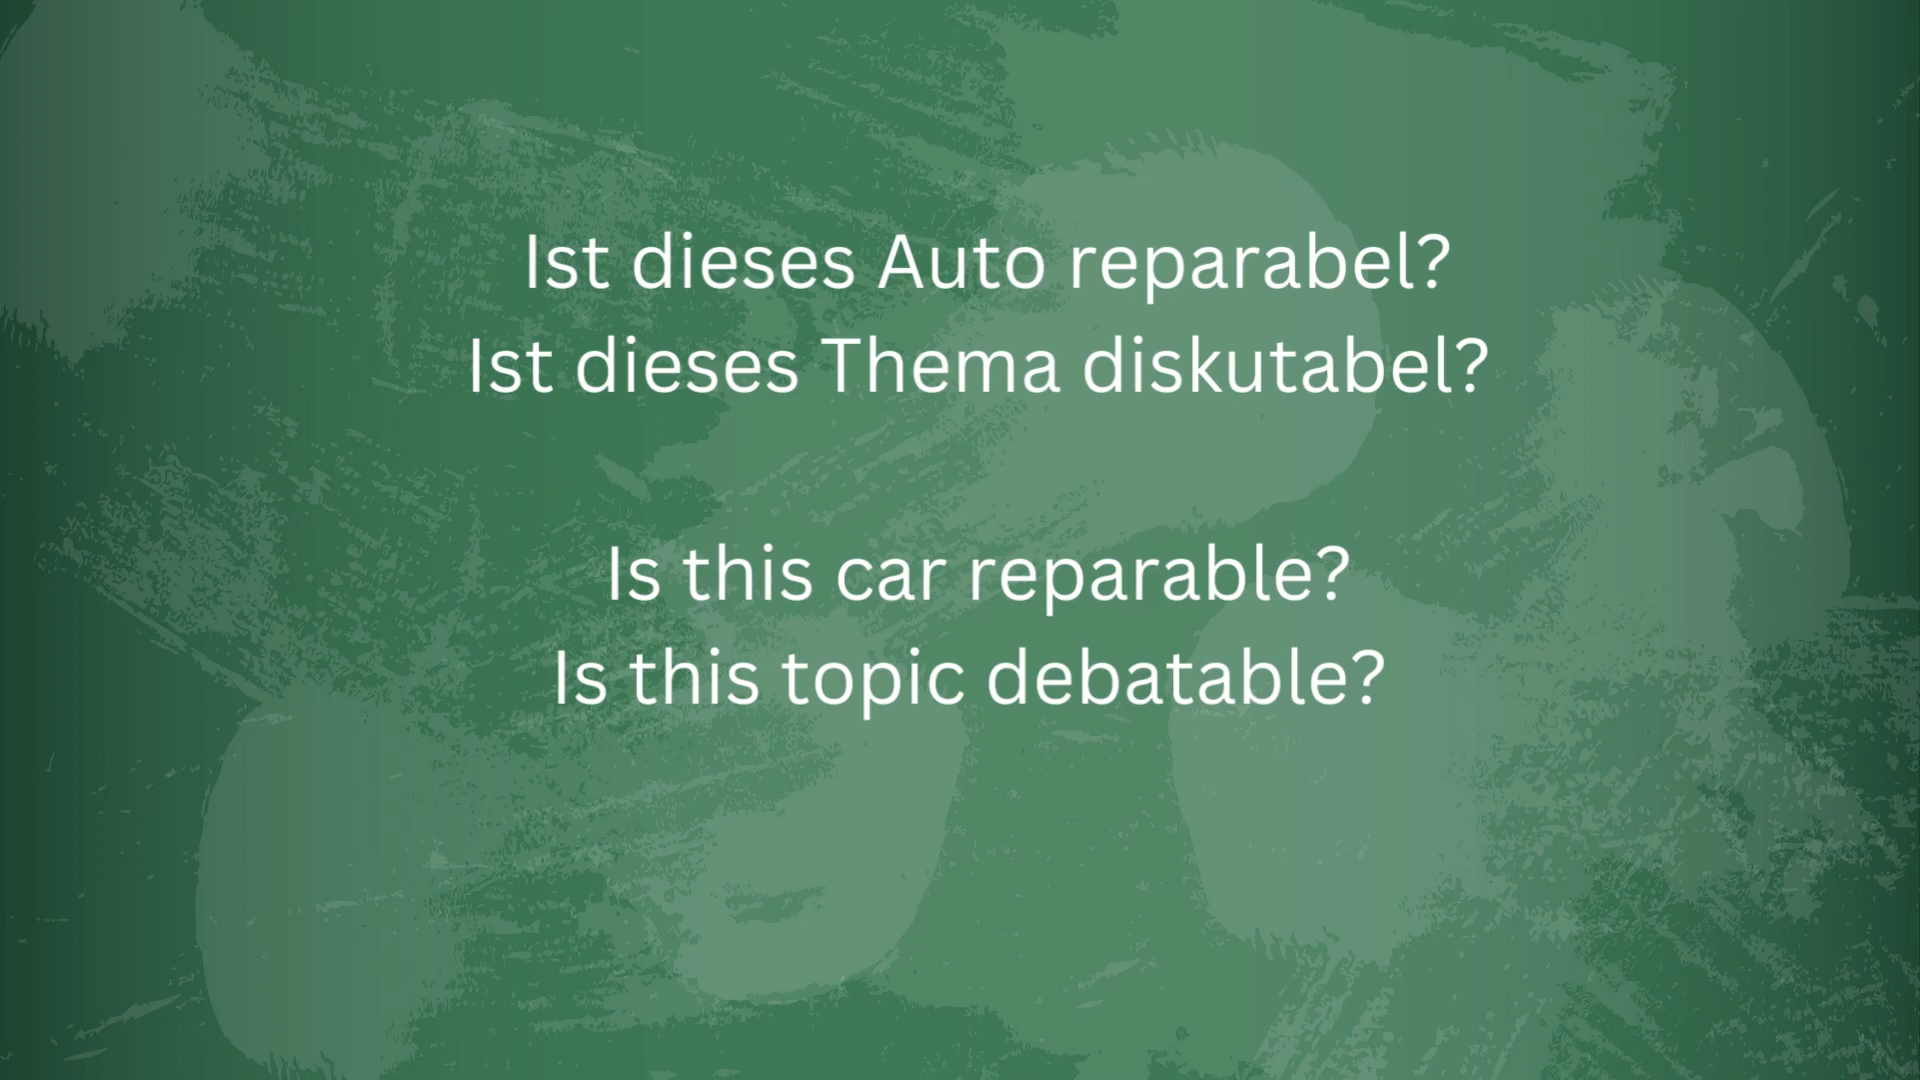 Ist dieses Auto reparabel?
Ist dieses Thema diskutabel?
Is this car reparable?
Is this topic debatable?